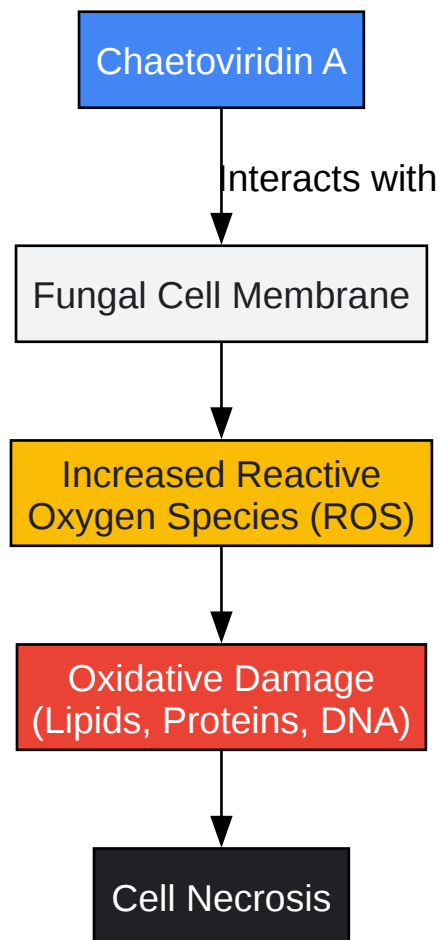 Chaetoviridin A
Interacts with
Fungal Cell Membrane
Increased Reactive
Oxygen Species (ROS)
Oxidative Damage
(Lipids, Proteins, DNA)
Cell Necrosis